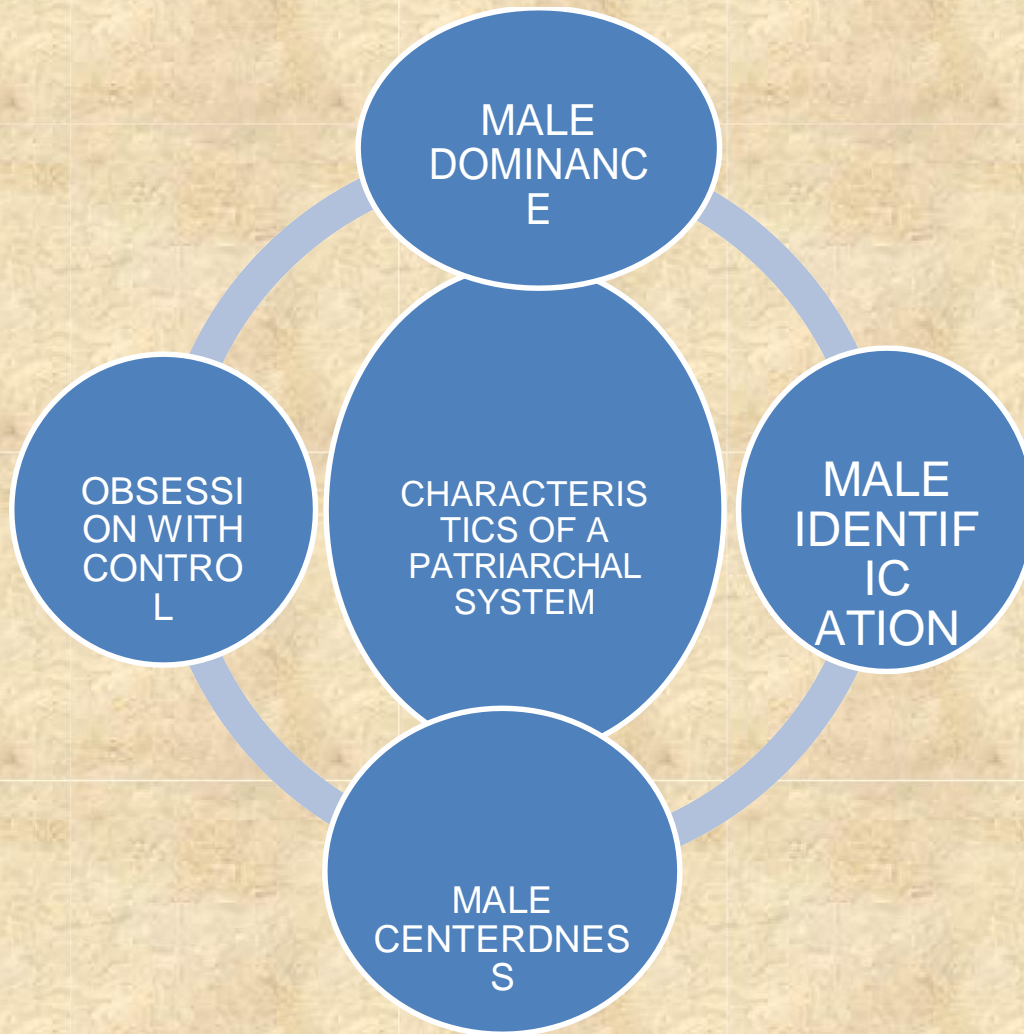 MALE
DOMINANC
E
OBSESSI
ON WITH
CONTRO
L
CHARACTERIS
TICS OF A
PATRIARCHAL
SYSTEM
MALE
IDENTIF
IC
ATION
MALE
CENTERDNES
S